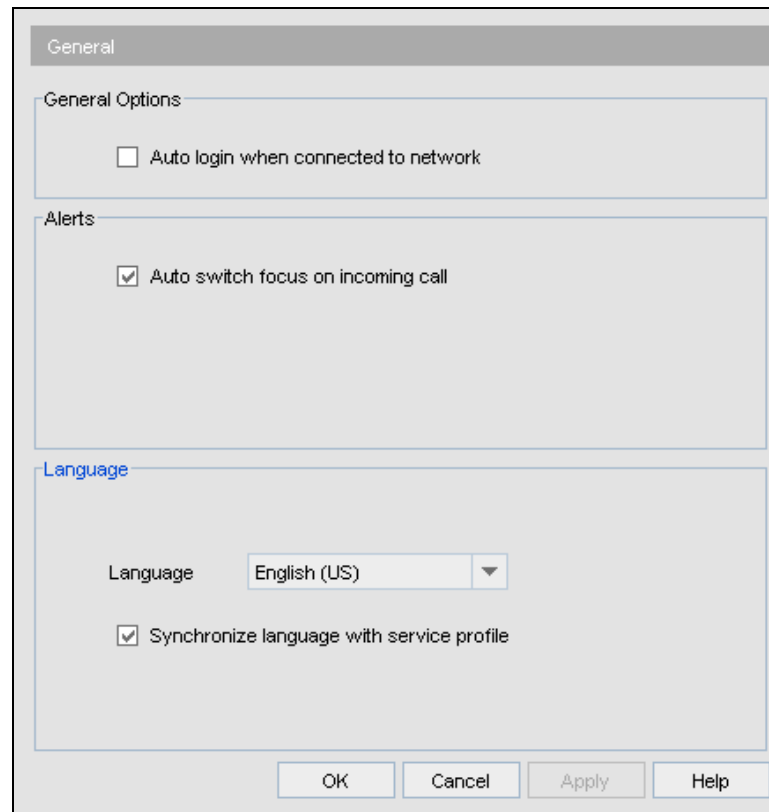 General
General Options
Auto login when connected to network
Alerts
Auto switch focus on incoming call
Language
Language English (US)
Synchronize language with service profile
OK Cancel Apply Help